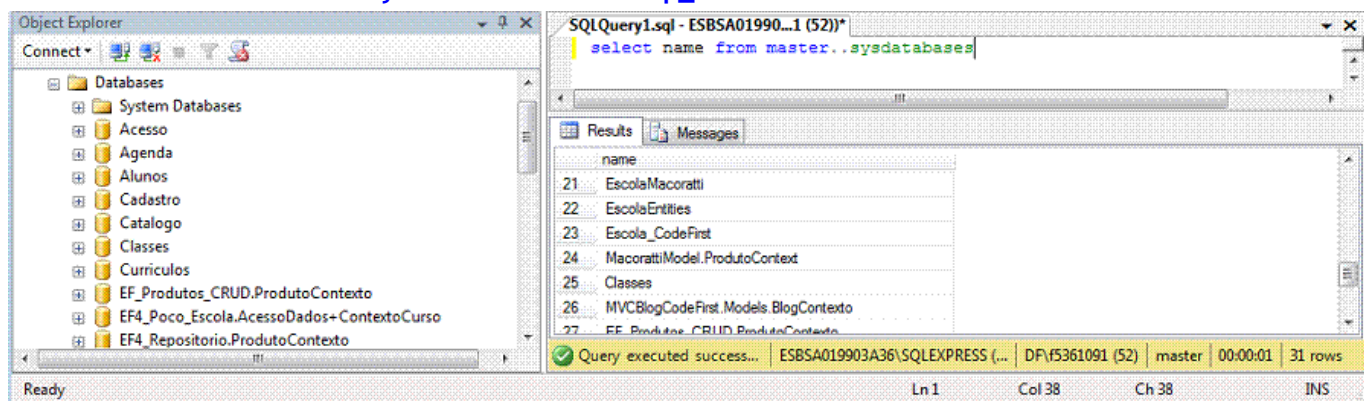 Object Explorer
Connect
Databases
System Databases
Acesso
Agenda
Alunos
Cadastro
Catalogo
Classes
Curriculos
EF_Produtos_CRUD.ProdutoContexto
EF4_Poco_Escola.AcessoDados+ContextoCurso
EF4_Repositorio.ProdutoContexto
SQLQuery1.sql - ESBSA01990...1 (52))*
select name from master..sysdatabases
Results Messages
name
21 EscolaMacoratti
22 EscolaEntities
23 Escola_CodeFirst
24 MacorattiModel.ProdutoContext
25 Classes
26 MVCBlogCodeFirst.Models.BlogContexto
27 EF_Produtos_CRUD.ProdutoContexto
Query executed success... ESBSA019903A36\SQLEXPRESS (... DF\f5361091 (52) master 00:00:01 31 rows
Ready Ln 1 Col 38 Ch 38 INS